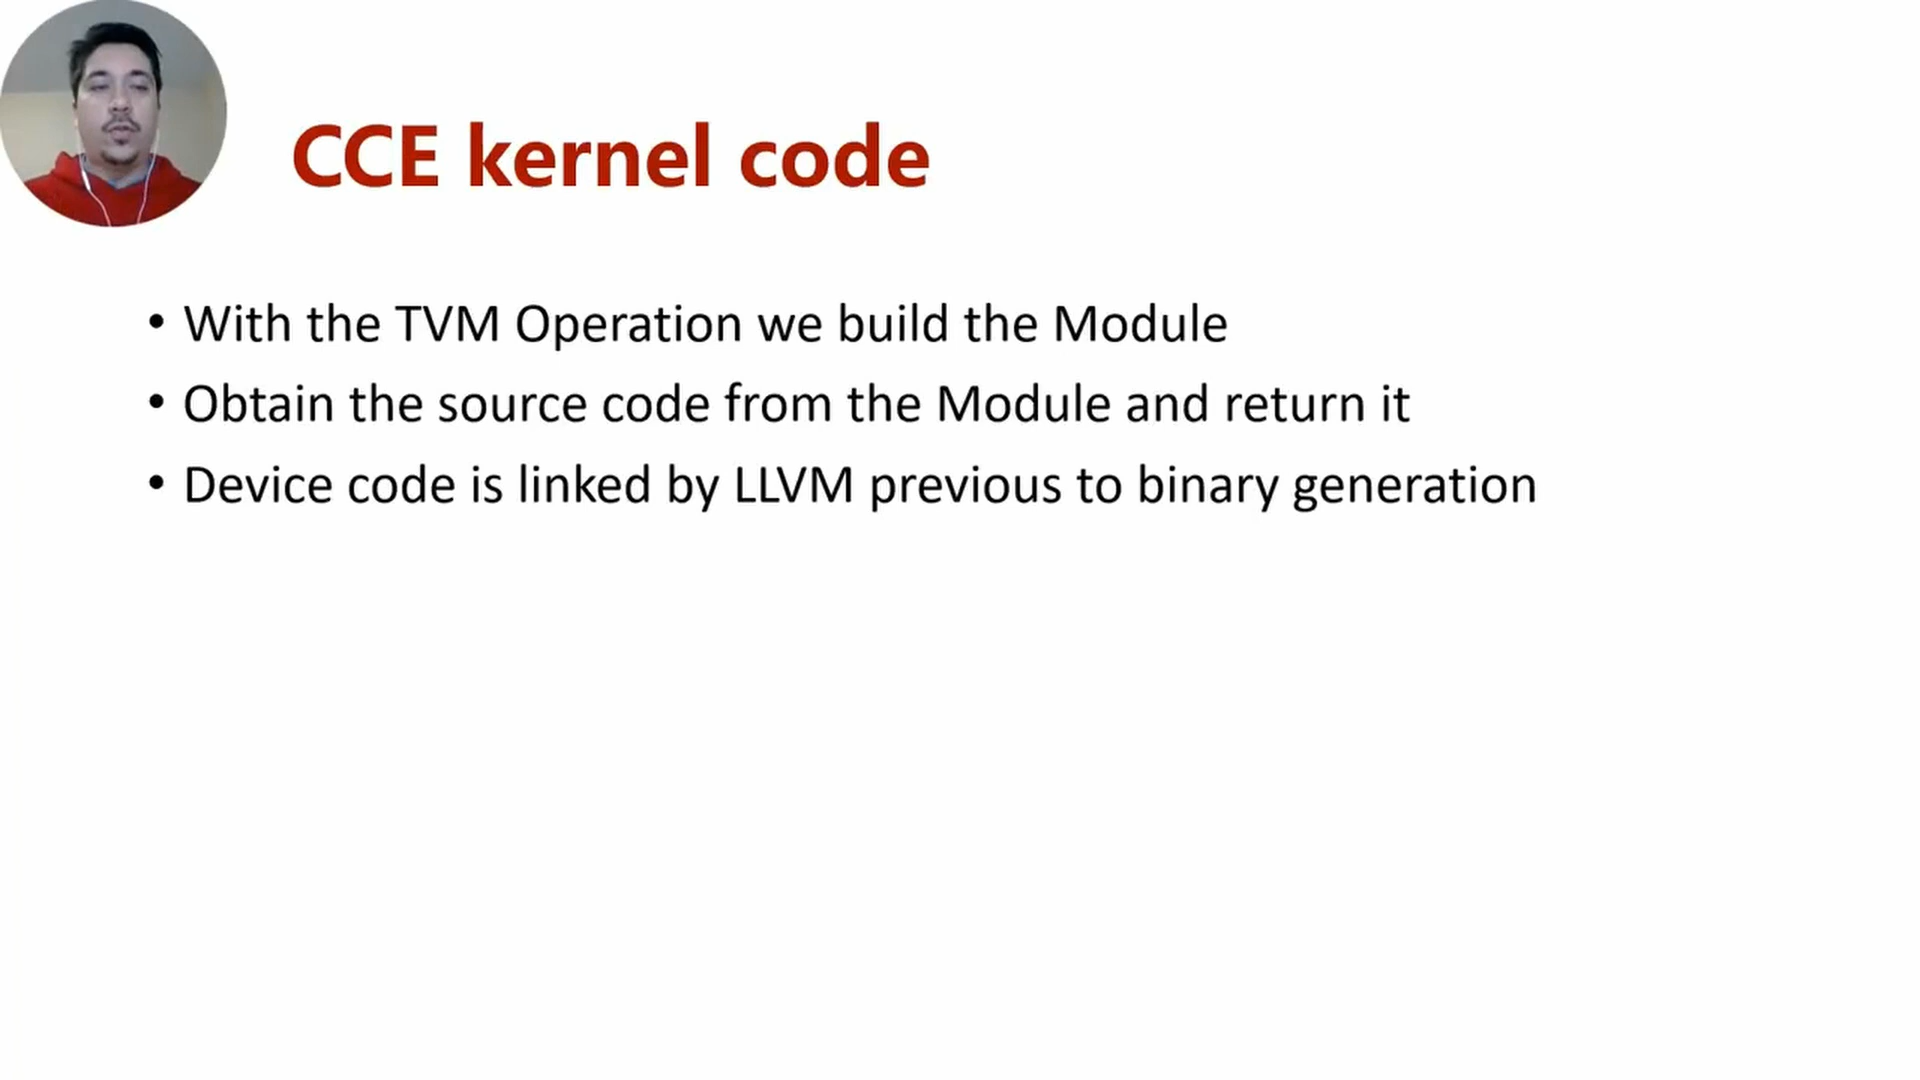 CCE kernel code
• With the TVM Operation we build the Module
• Obtain the source code from the Module and return it
• Device code is linked by LLVM previous to binary generation